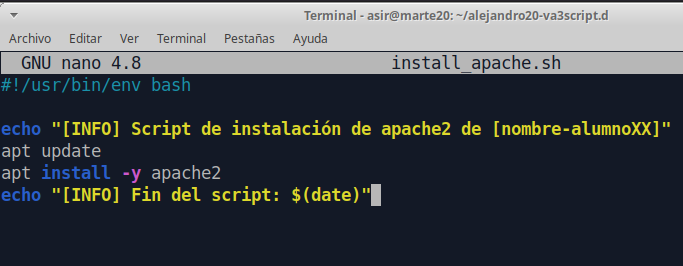 Terminal - asir@marte20: ~/alejandro20-va3script.d
Archivo Editar Ver Terminal Pestañas Ayuda
GNU nano 4.8 install_apache.sh
#!/usr/bin/env bash
echo "[INFO] Script de instalación de apache2 de [nombre-alumnoXX]"
apt update
apt install -y apache2
echo "[INFO] Fin del script: $(date)"